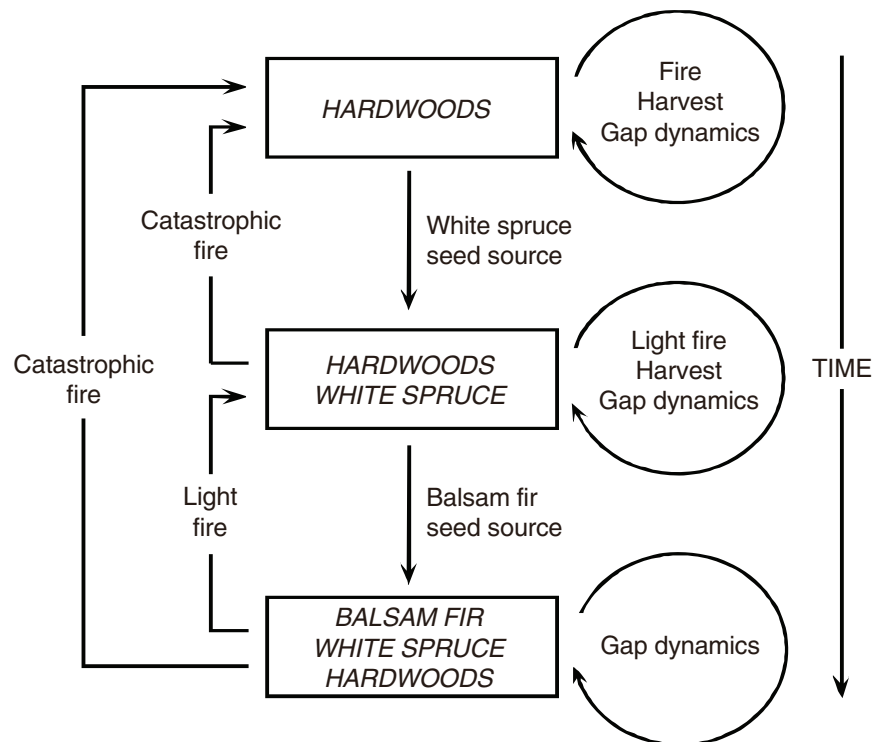 HARDWOODS
Fire
Harvest
Gap dynamics
Catastrophic
fire
White spruce
seed source
Catastrophic
fire
HARDWOODS
WHITE SPRUCE
Light fire
Harvest
Gap dynamics
TIME
Light
fire
Balsam fir
seed source
BALSAM FIR
WHITE SPRUCE
HARDWOODS
Gap dynamics